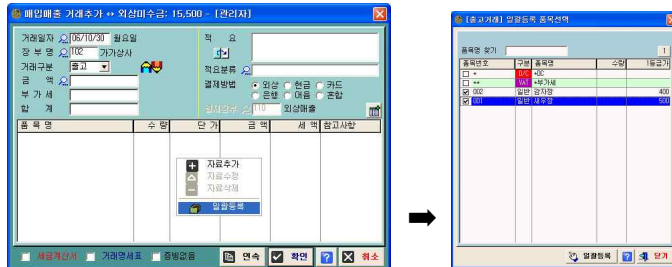 매입매출 거래추가 ↔ 외상미수금: 15,500 - [관리자]
거래일자 06/10/30 월요일
장 부 명 102 가가상사
거래구분 출고
금 액
부 가 세
합 계
적 요
적요분류
결제방법 외상 현금 카드
은행 어음 혼합
110 외상매출
품 목 명 수 량 단 가 금 액 세 액 참고사항
자료추가
자료수정
자료삭제
일괄등록
세금계산서 거래명세표 증빙없음 연속 확인 ? 취소
[출고거래] 일괄등록 품목선택
품목명 찾기 1
품목번호 구분 품목명 수량 1등급가
+ D/C +DC
++ VAT +부가세
002 일반 감자깡 400
001 일반 새우깡 500
일괄등록 ? 닫기